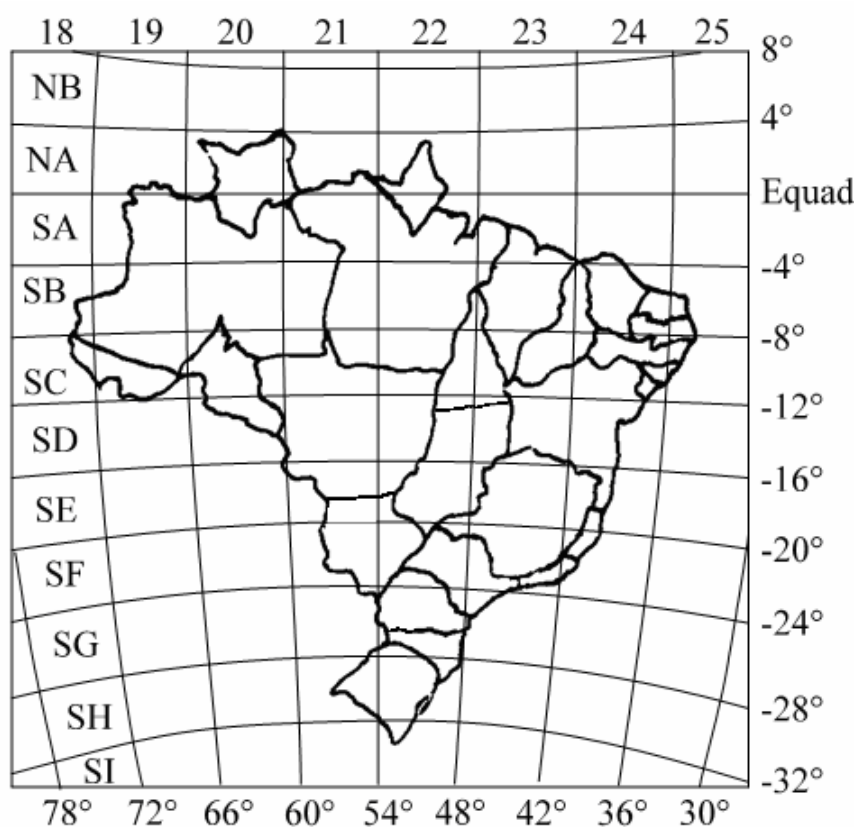 18 19 20 21 22 23 24 25
8°
NB
4°
NA
Equad
SA
-4°
SB
-8°
SC
-12°
SD
-16°
SE
-20°
SF
-24°
SG
-28°
SH
SI
-32°
78° 72° 66° 60° 54° 48° 42° 36° 30°